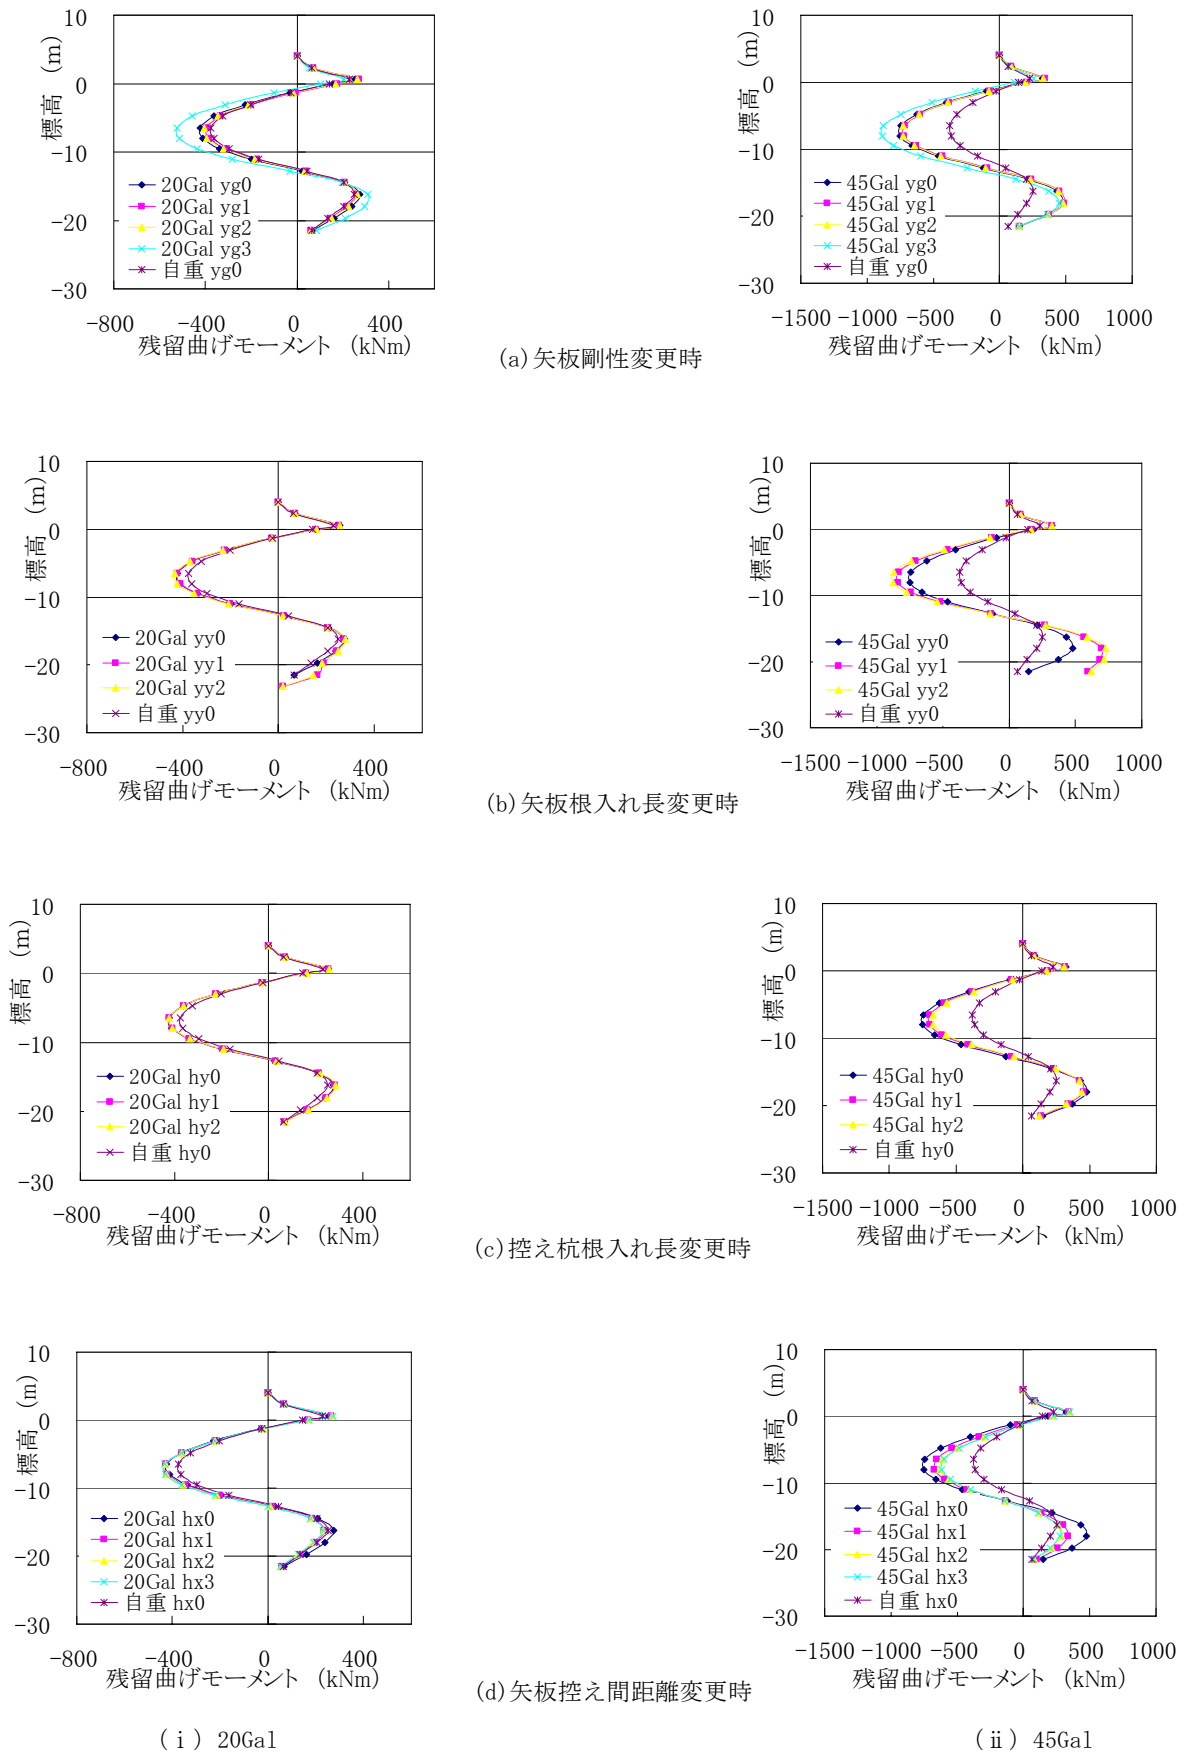 10
0
−10
−20
−30
標高 (m)
20Gal yg0
20Gal yg1
20Gal yg2
20Gal yg3
自重 yg0
−800 −400 0 400
残留曲げモーメント (kNm)
10
0
−10
−20
−30
標高 (m)
45Gal yg0
45Gal yg1
45Gal yg2
45Gal yg3
自重 yg0
−1500 −1000 −500 0 500 1000
残留曲げモーメント (kNm)
(a)矢板剛性変更時
10
0
−10
−20
−30
標高 (m)
20Gal yy0
20Gal yy1
20Gal yy2
自重 yy0
−800 −400 0 400
残留曲げモーメント (kNm)
10
0
−10
−20
−30
標高 (m)
45Gal yy0
45Gal yy1
45Gal yy2
自重 yy0
−1500 −1000 −500 0 500 1000
残留曲げモーメント (kNm)
(b)矢板根入れ長変更時
10
0
−10
−20
−30
標高 (m)
20Gal hy0
20Gal hy1
20Gal hy2
自重 hy0
−800 −400 0 400
残留曲げモーメント (kNm)
10
0
−10
−20
−30
標高 (m)
45Gal hy0
45Gal hy1
45Gal hy2
自重 hy0
−1500 −1000 −500 0 500 1000
残留曲げモーメント (kNm)
(c)控え杭根入れ長変更時
10
0
−10
−20
−30
標高 (m)
20Gal hx0
20Gal hx1
20Gal hx2
20Gal hx3
自重 hx0
−800 −400 0 400
残留曲げモーメント (kNm)
10
0
−10
−20
−30
標高 (m)
45Gal hx0
45Gal hx1
45Gal hx2
45Gal hx3
自重 hx0
−1500 −1000 −500 0 500 1000
残留曲げモーメント (kNm)
(d)矢板控え間距離変更時
(ⅰ) 20Gal
(ⅱ) 45Gal